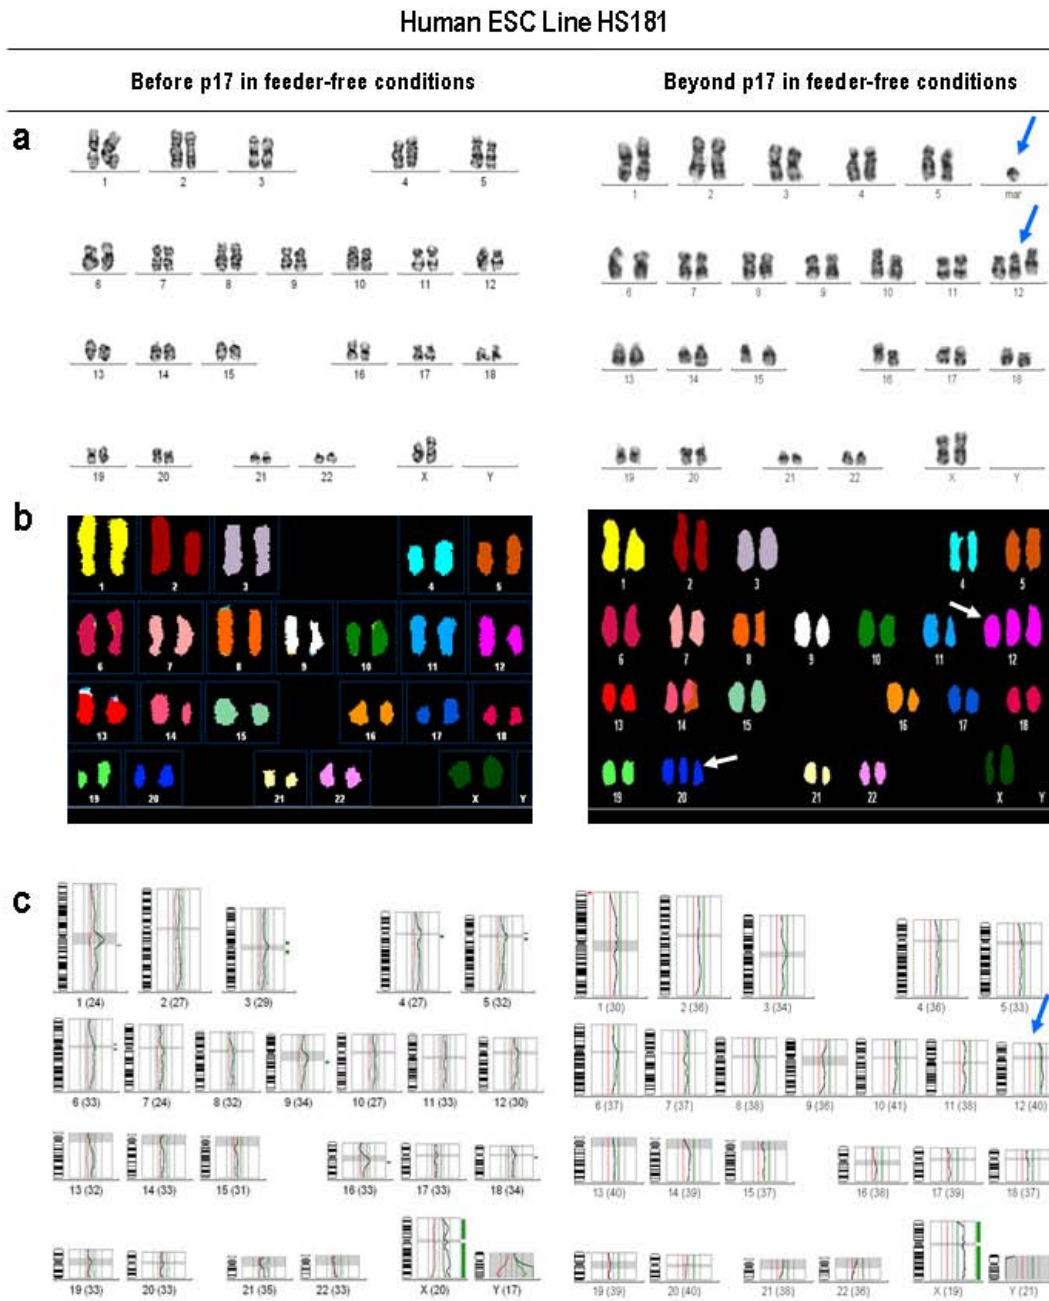 Human ESC Line HS181
Before p17 in feeder-free conditions Beyond p17 in feeder-free conditions
a
1 2 3 4 5
1 2 3 4 5 mar
6 7 8 9 10 11 12
6 7 8 9 10 11 12
13 14 15 16 17 18
13 14 15 16 17 18
19 20 21 22 X Y
19 20 21 22 X Y
b
1 2 3 4 5
1 2 3 4 5
6 7 8 9 10 11 12
6 7 8 9 10 11 12
13 14 15 16 17 18
13 14 15 16 17 18
19 20 21 22 X Y
19 20 21 22 X Y
c
1 (24) 2 (27) 3 (29) 4 (27) 5 (32)
1 (30) 2 (36) 3 (34) 4 (36) 5 (33)
6 (33) 7 (24) 8 (32) 9 (34) 10 (27) 11 (33) 12 (30)
6 (37) 7 (37) 8 (38) 9 (36) 10 (41) 11 (38) 12 (40)
13 (32) 14 (33) 15 (31) 16 (33) 17 (33) 18 (34)
13 (40) 14 (39) 15 (37) 16 (38) 17 (39) 18 (37)
19 (33) 20 (33) 21 (35) 22 (33) X (20) Y (17)
19 (39) 20 (40) 21 (38) 22 (36) X (19) Y (21)